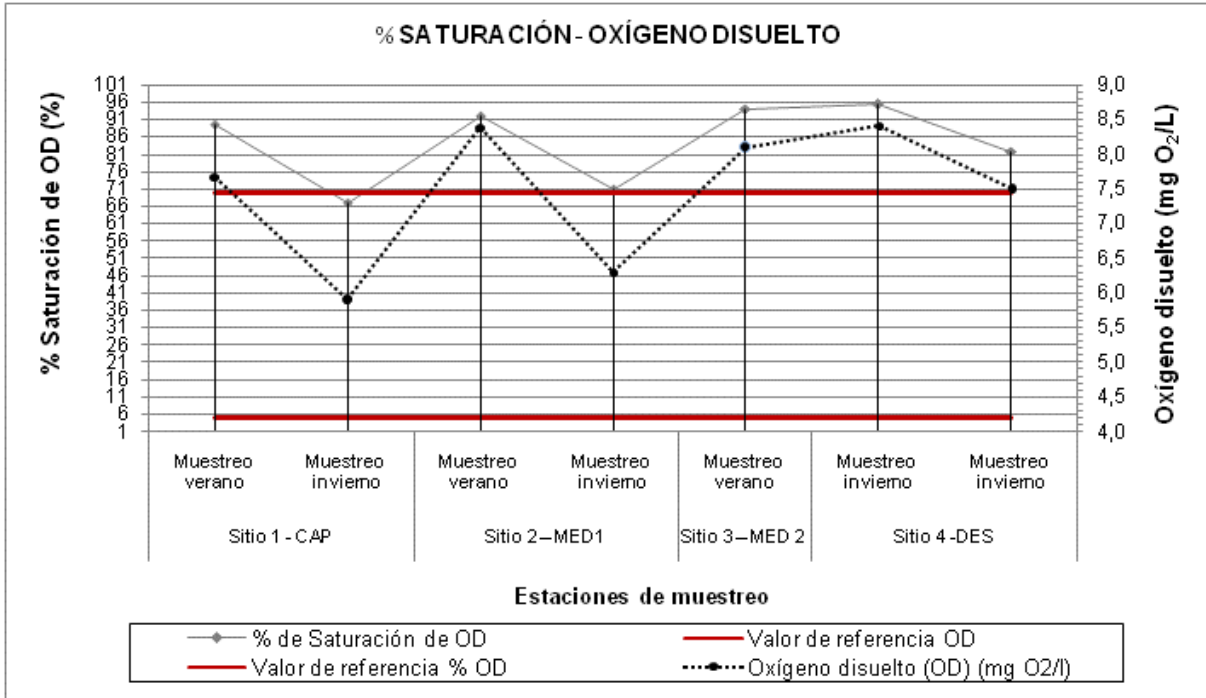 % SATURACIÓN - OXÍGENO DISUELTO
% Saturación de OD (%)
101
96
91
86
81
76
71
66
61
56
51
46
41
36
31
26
21
16
11
6
1
9,0
8,5
8,0
7,5
7,0
6,5
6,0
5,5
5,0
4,5
4,0
Oxígeno disuelto (mg O₂/L)
Muestreo verano
Muestreo invierno
Muestreo verano
Muestreo invierno
Muestreo verano
Muestreo invierno
Muestreo invierno
Sitio 1 - CAP
Sitio 2 – MED1
Sitio 3 – MED 2
Sitio 4 -DES
Estaciones de muestreo
% de Saturación de OD
Valor de referencia OD
Valor de referencia % OD
Oxígeno disuelto (OD) (mg O2/l)